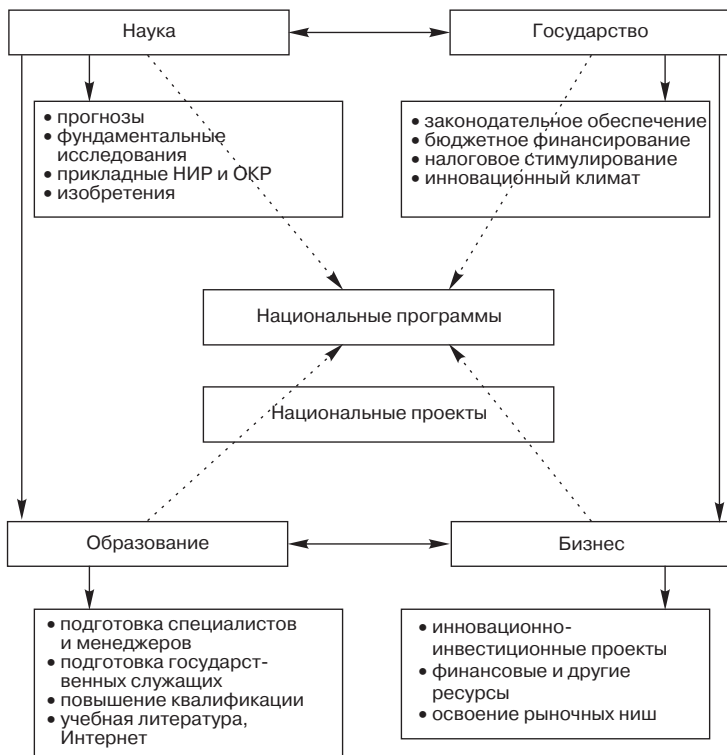 Наука
Государство
• прогнозы
• фундаментальные
исследования
• прикладные НИР и ОКР
• изобретения
• законодательное обеспечение
• бюджетное финансирование
• налоговое стимулирование
• инновационный климат
Национальные программы
Национальные проекты
Образование
Бизнес
• подготовка специалистов
и менеджеров
• подготовка государст-
венных служащих
• повышение квалификации
• учебная литература,
Интернет
• инновационно-
инвестиционные проекты
• финансовые и другие
ресурсы
• освоение рыночных ниш